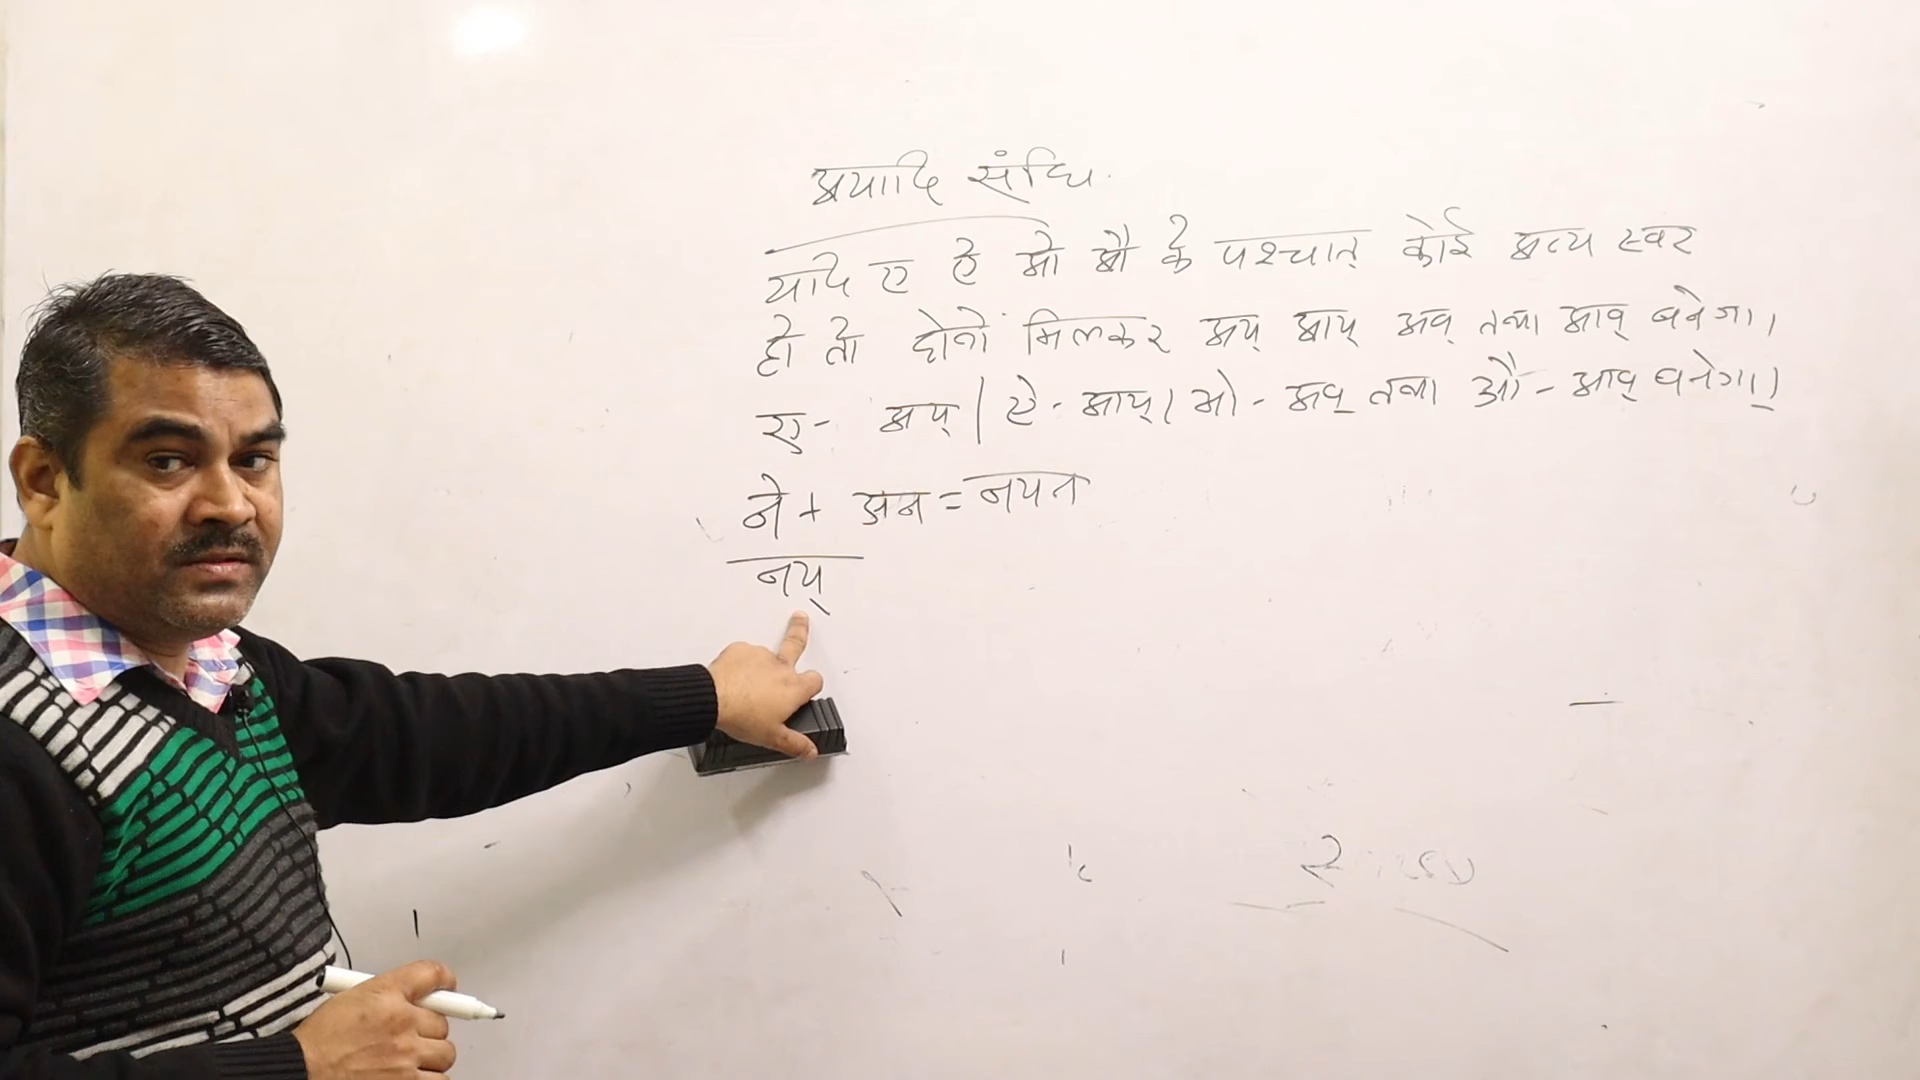 अयादि संधि
यदि ए ऐ ओ औ के पश्चात् कोई अन्य स्वर
हो तो दोनों मिलकर अय् आय् अव् तथा आव् बनेगा।
ए - अय् | ऐ - आय् | ओ - अव् तथा औ - आव् बनेगा।
ने + अन = नयन
नय्